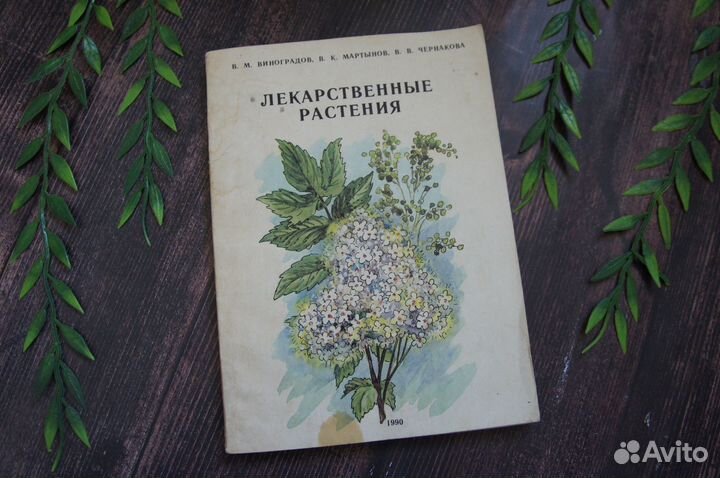 В. М. ВИНОГРАДОВ, В. К. МАРТЫНОВ, В. В. ЧЕРНАКОВА
ЛЕКАРСТВЕННЫЕ
РАСТЕНИЯ
1990
Avito